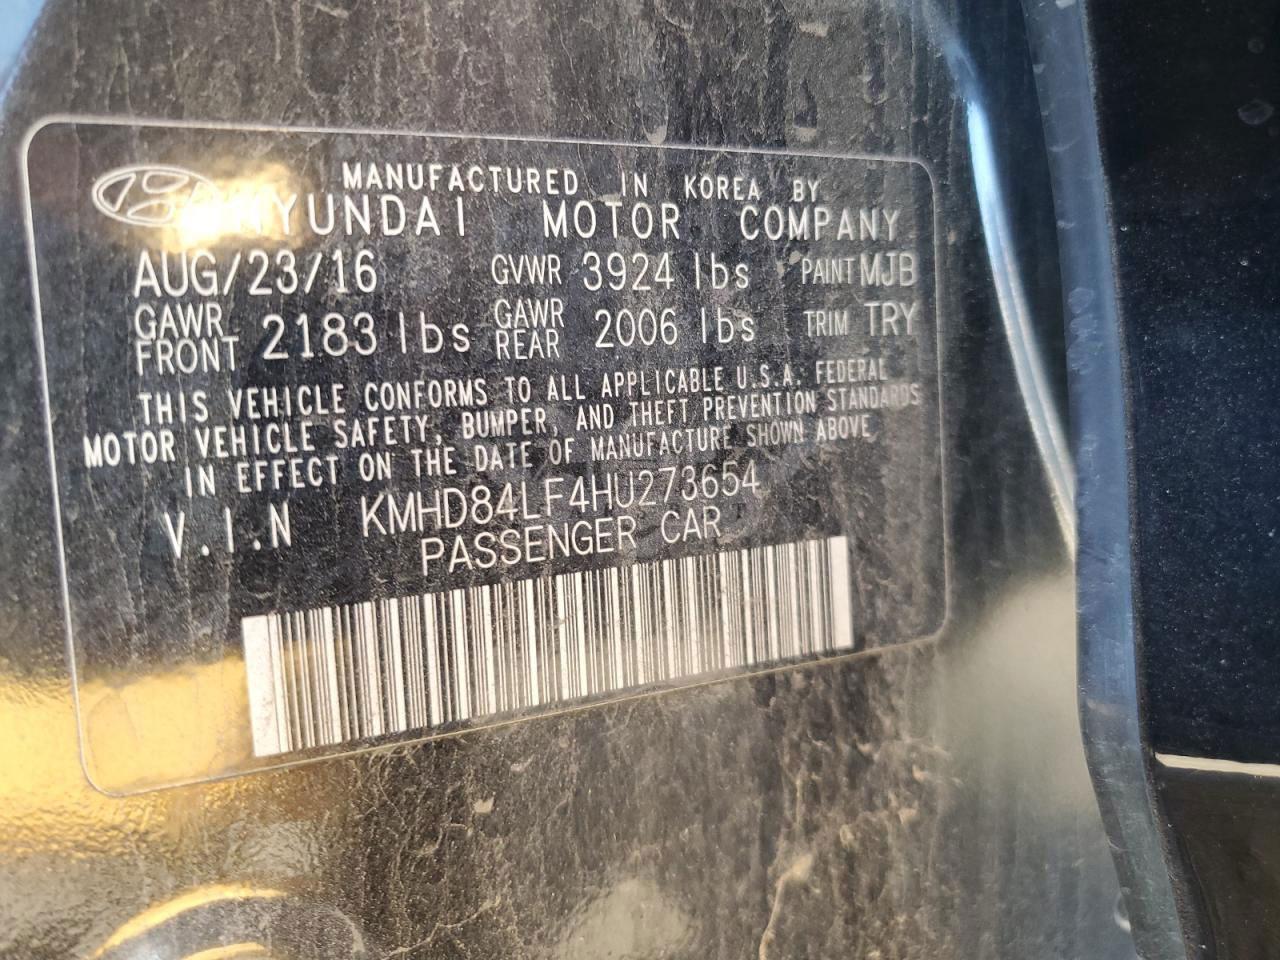 MANUFACTURED IN KOREA BY
HYUNDAI MOTOR COMPANY
AUG/23/16 GVWR 3924 lbs PAINT MJB
GAWR FRONT 2183 lbs GAWR REAR 2006 lbs TRIM TRY
THIS VEHICLE CONFORMS TO ALL APPLICABLE U.S.A. FEDERAL
MOTOR VEHICLE SAFETY, BUMPER, AND THEFT PREVENTION STANDARDS
IN EFFECT ON THE DATE OF MANUFACTURE SHOWN ABOVE
V.I.N KMHD84LF4HU273654
PASSENGER CAR